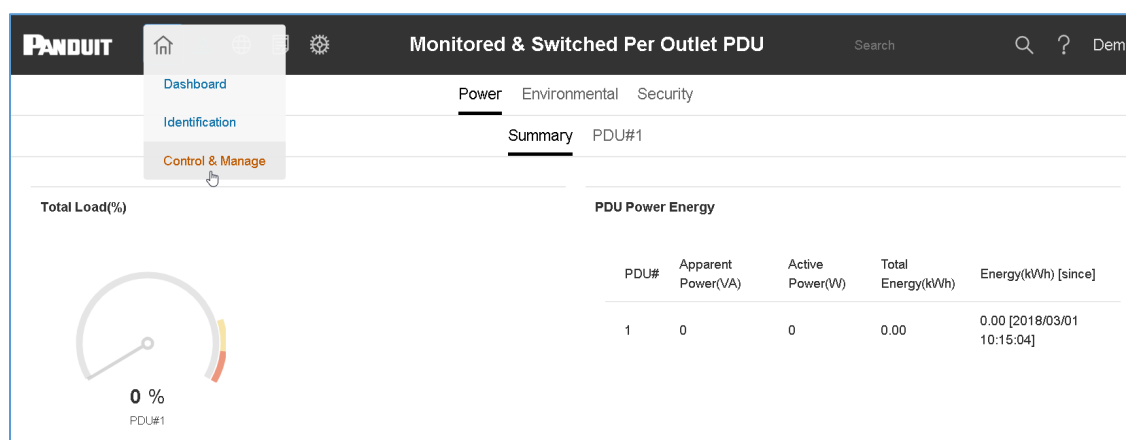 PANDUIT
Monitored & Switched Per Outlet PDU
Search
?
Dem
Dashboard
Identification
Control & Manage
Power Environmental Security
Summary PDU#1
Total Load(%)
0 %
PDU#1
PDU Power Energy
PDU# Apparent Power(VA) Active Power(W) Total Energy(kWh) Energy(kWh) [since]
1 0 0 0.00 0.00 [2018/03/01 10:15:04]